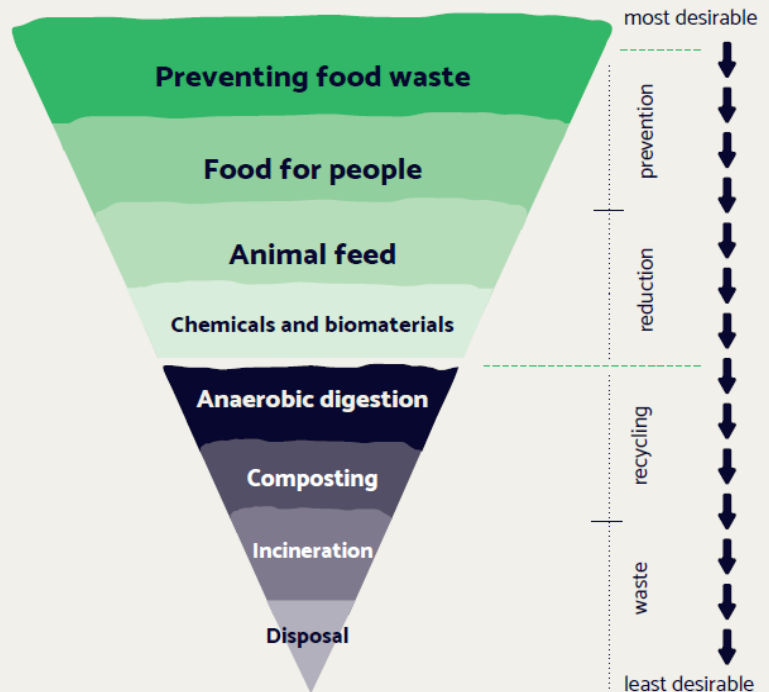 most desirable
Preventing food waste
prevention
Food for people
Animal feed
reduction
Chemicals and biomaterials
Anaerobic digestion
recycling
Composting
Incineration
waste
Disposal
least desirable